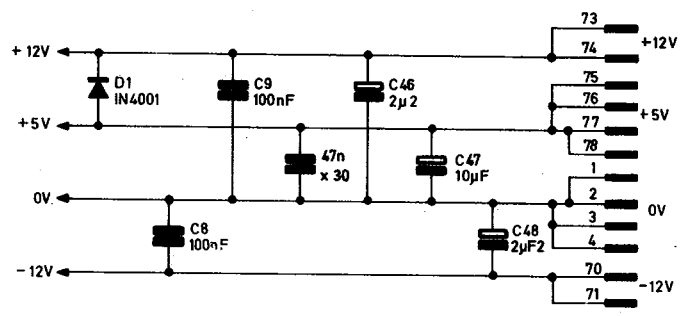 73
+12V
74
+12V
D1
IN4001
C9
100nF
C46
2µ2
75
76
+5V
77
+5V
78
47n
x 30
C47
10µF
1
2
0V
0V.
3
4
C8
100nF
C48
2µF2
-12V
70
-12V
71